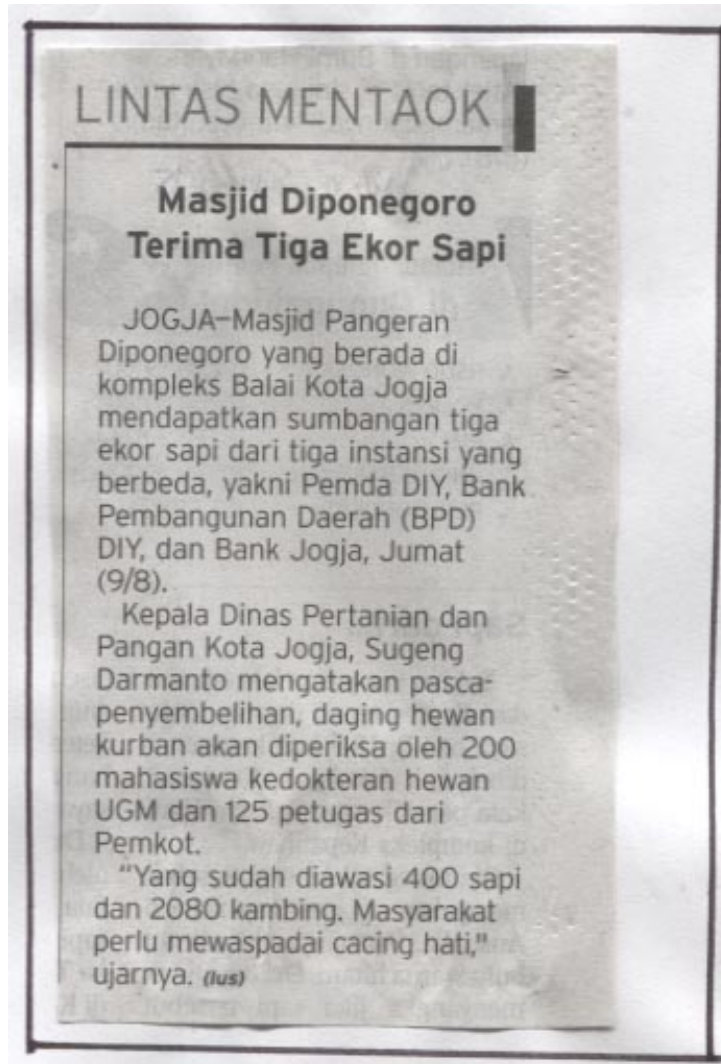 LINTAS MENTAOK
Masjid Diponegoro
Terima Tiga Ekor Sapi
JOGJA–Masjid Pangeran
Diponegoro yang berada di
kompleks Balai Kota Jogja
mendapatkan sumbangan tiga
ekor sapi dari tiga instansi yang
berbeda, yakni Pemda DIY, Bank
Pembangunan Daerah (BPD)
DIY, dan Bank Jogja, Jumat
(9/8).
Kepala Dinas Pertanian dan
Pangan Kota Jogja, Sugeng
Darmanto mengatakan pasca-
penyembelihan, daging hewan
kurban akan diperiksa oleh 200
mahasiswa kedokteran hewan
UGM dan 125 petugas dari
Pemkot.
"Yang sudah diawasi 400 sapi
dan 2080 kambing. Masyarakat
perlu mewaspadai cacing hati,"
ujarnya. (lus)